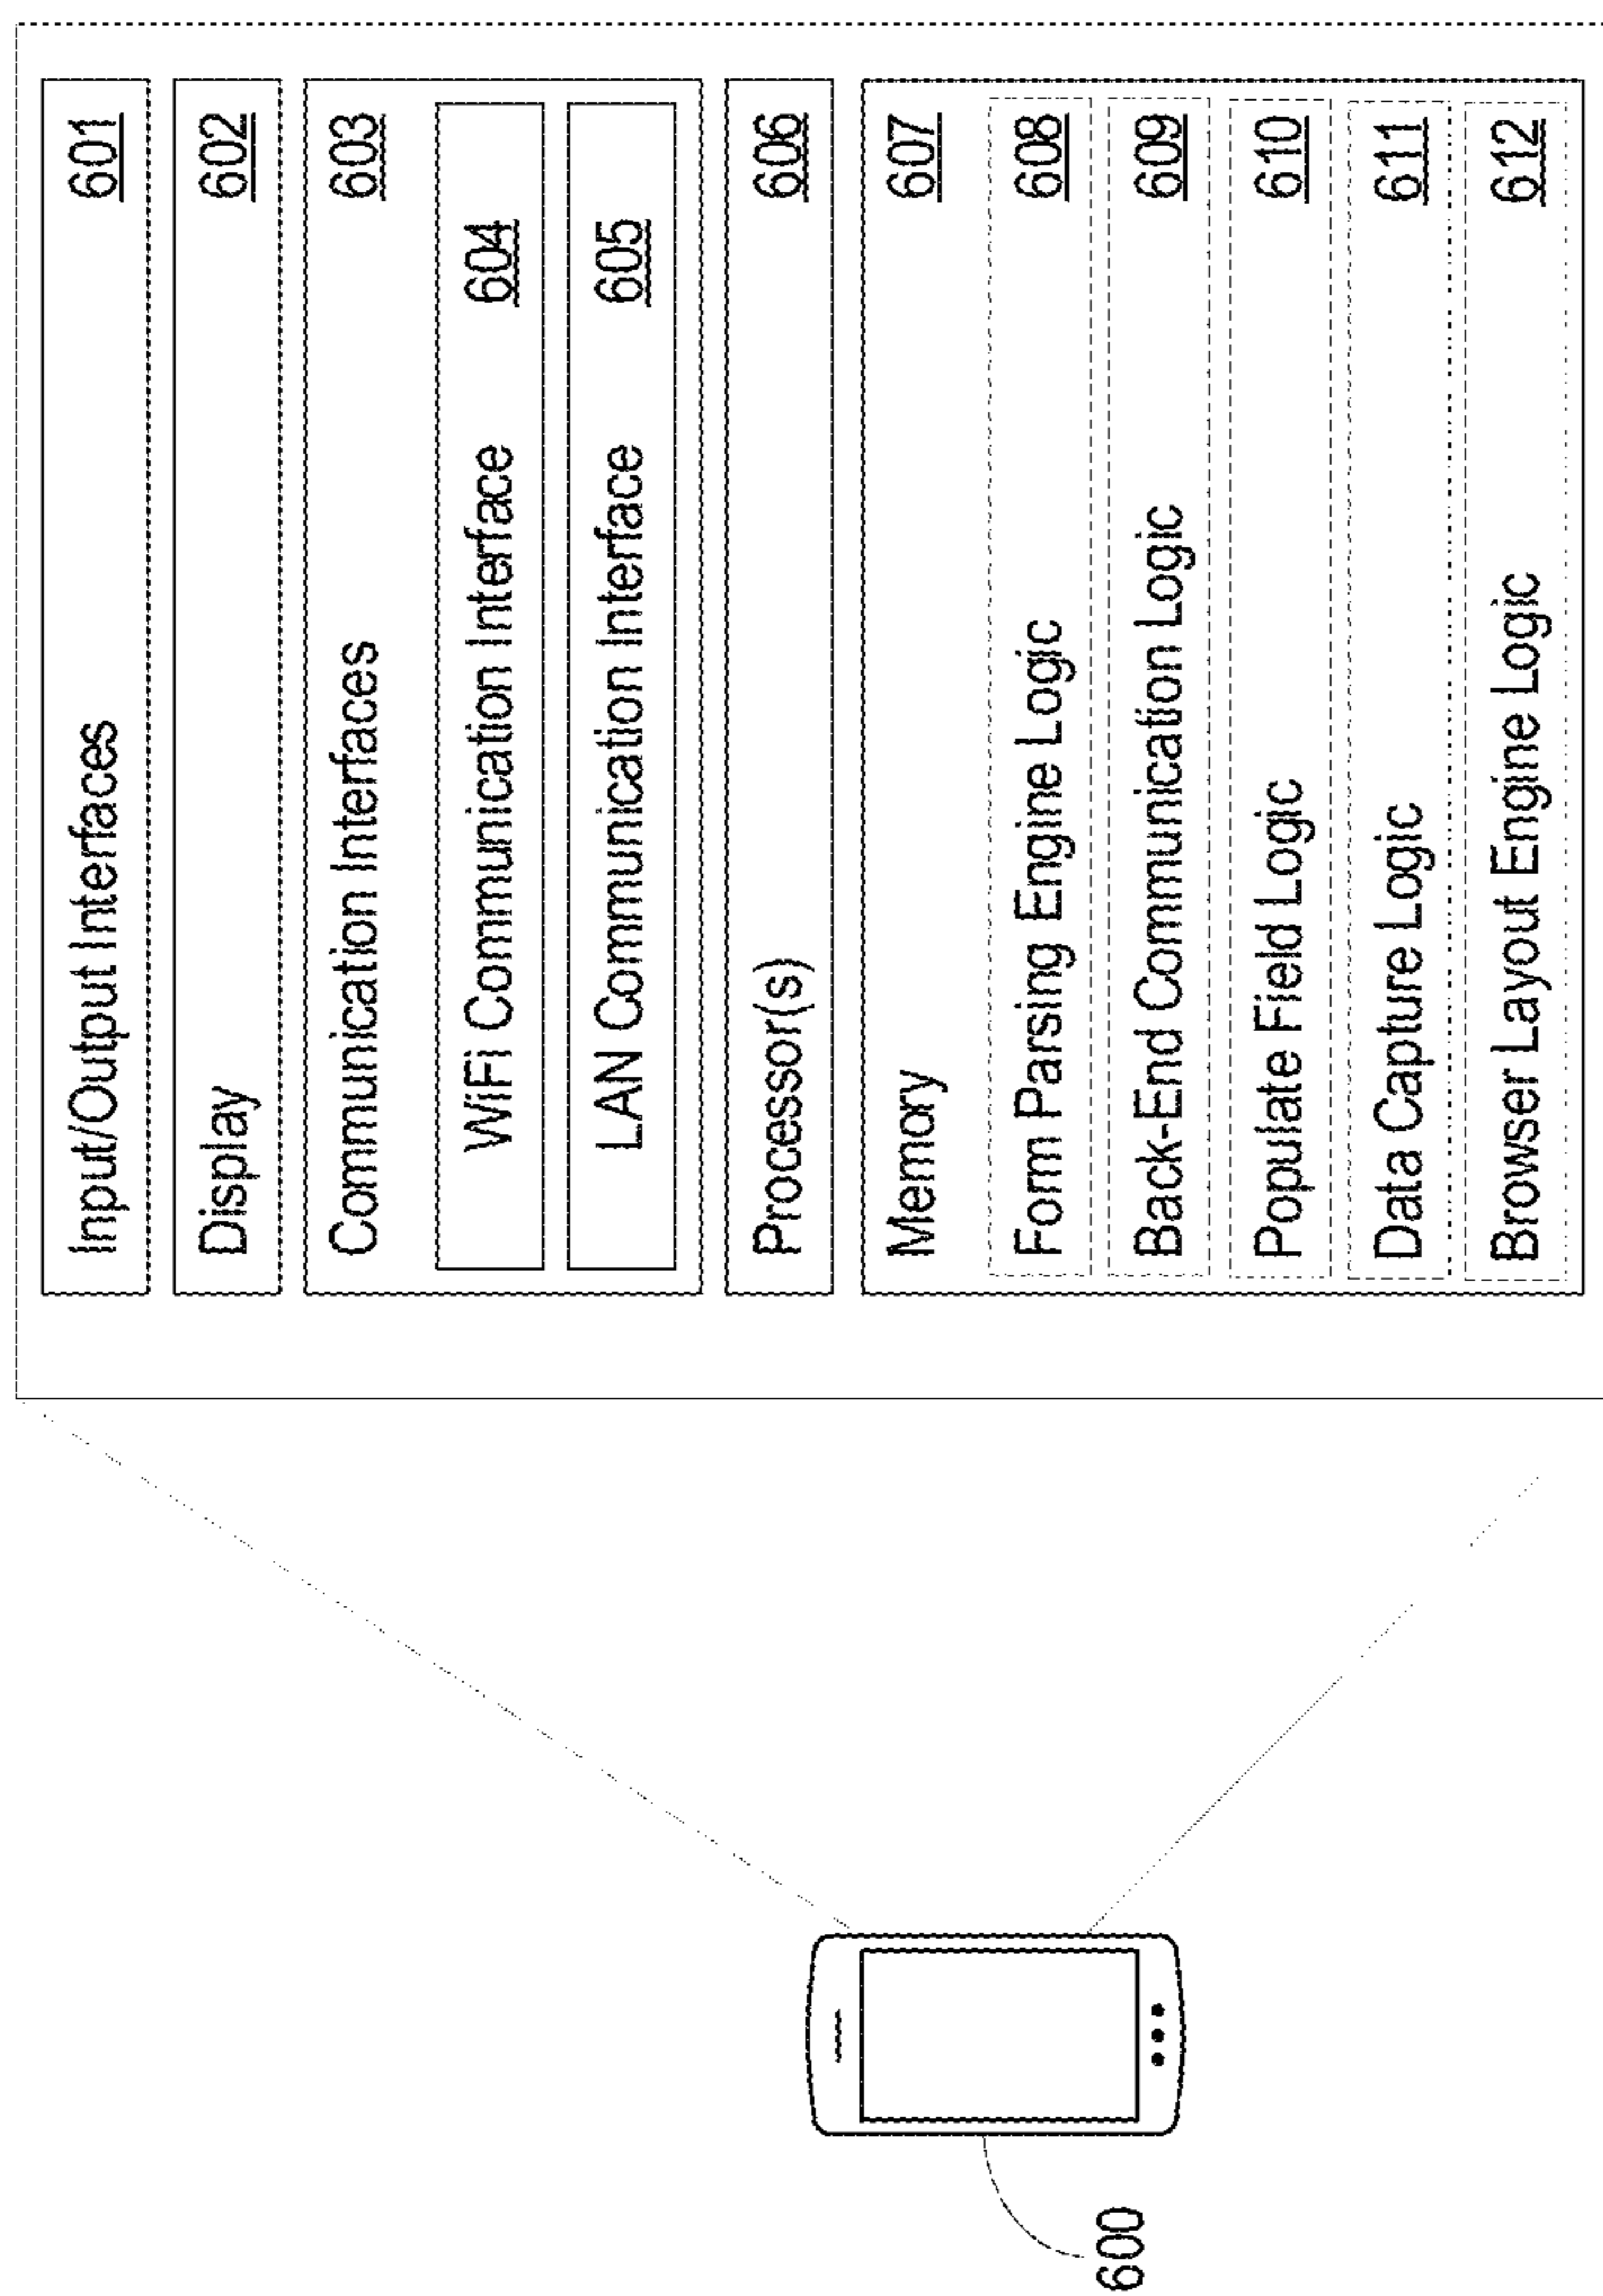 Input/Output Interfaces 601
Display 602
Communication Interfaces 603
WiFi Communication Interface 604
LAN Communication Interface 605
Processor(s) 606
Memory 607
Form Parsing Engine Logic 608
Back-End Communication Logic 609
Populate Field Logic 610
Data Capture Logic 611
Browser Layout Engine Logic 612
600